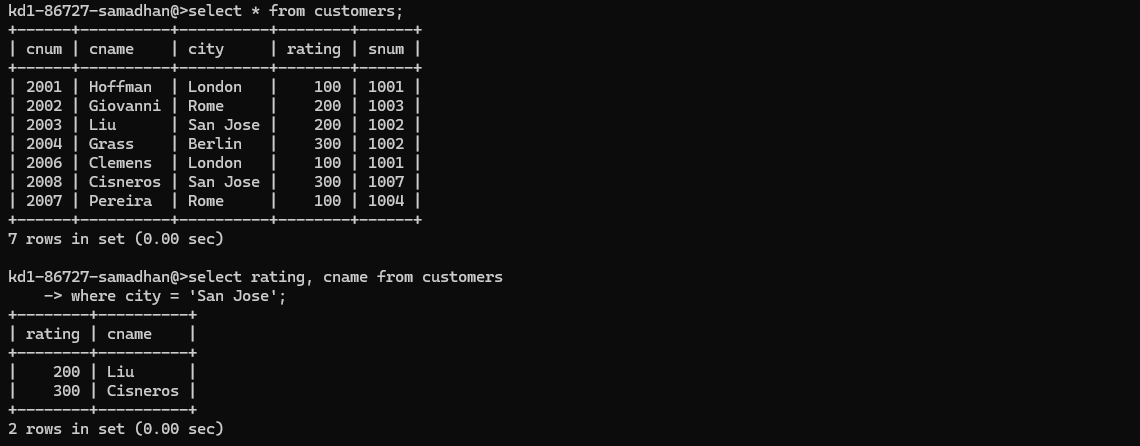 kd1-86727-samadhan@>select * from customers;
+------+----------+----------+--------+------+
| cnum | cname    | city     | rating | snum |
+------+----------+----------+--------+------+
| 2001 | Hoffman  | London   |    100 | 1001 |
| 2002 | Giovanni | Rome     |    200 | 1003 |
| 2003 | Liu      | San Jose |    200 | 1002 |
| 2004 | Grass    | Berlin   |    300 | 1002 |
| 2006 | Clemens  | London   |    100 | 1001 |
| 2008 | Cisneros | San Jose |    300 | 1007 |
| 2007 | Pereira  | Rome     |    100 | 1004 |
+------+----------+----------+--------+------+
7 rows in set (0.00 sec)

kd1-86727-samadhan@>select rating, cname from customers
    -> where city = 'San Jose';
+--------+----------+
| rating | cname    |
+--------+----------+
|    200 | Liu      |
|    300 | Cisneros |
+--------+----------+
2 rows in set (0.00 sec)